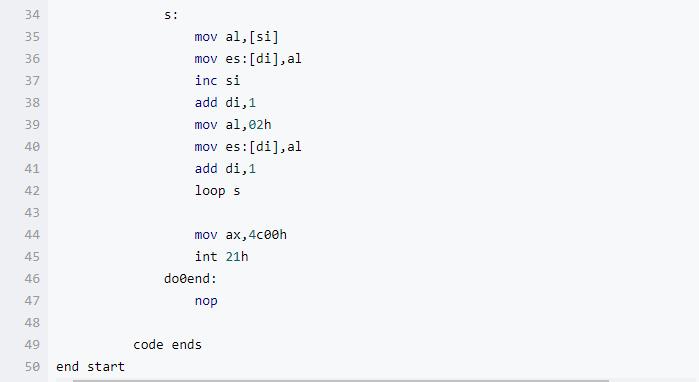 34 s:
35 mov al,[si]
36 mov es:[di],al
37 inc si
38 add di,1
39 mov al,02h
40 mov es:[di],al
41 add di,1
42 loop s
43
44 mov ax,4c00h
45 int 21h
46 do0end:
47 nop
48
49 code ends
50 end start